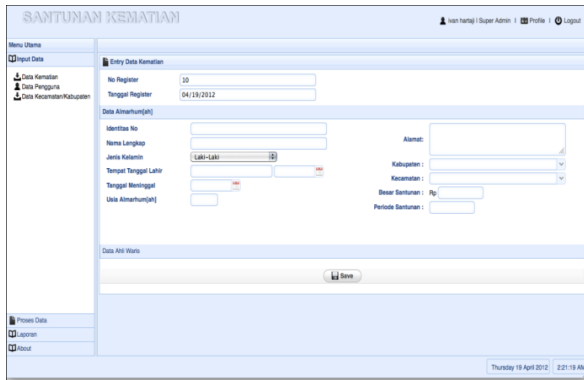 SANTUNAN KEMATIAN
ivan hartaji | Super Admin | Profile | Logout
Menu Utama
Input Data
Data Kematian
Data Pengguna
Data Kecamatan/Kabupaten
Entry Data Kematian
No Register 10
Tanggal Register 04/19/2012
Data Almarhum[ah]
Identitas No
Nama Lengkap
Jenis Kelamin Laki-Laki
Tempat Tanggal Lahir
Tanggal Meninggal
Usia Almarhum[ah]
Alamat:
Kabupaten :
Kecamatan :
Besar Santunan : Rp
Periode Santunan :
Data Ahli Waris
Save
Proses Data
Laporan
About
Thursday 19 April 2012 2:21:19 AM